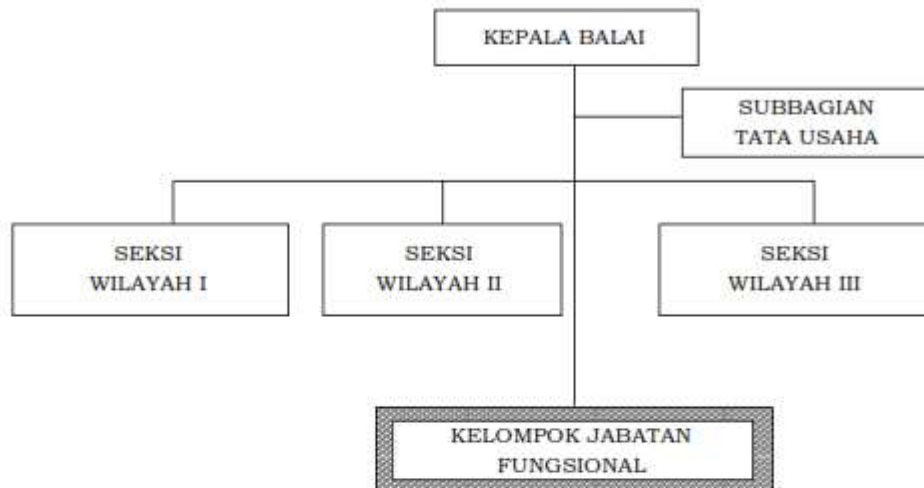 KEPALA BALAI
SUBBAGIAN
TATA USAHA
SEKSI
WILAYAH I
SEKSI
WILAYAH II
SEKSI
WILAYAH III
KELOMPOK JABATAN
FUNGSIONAL